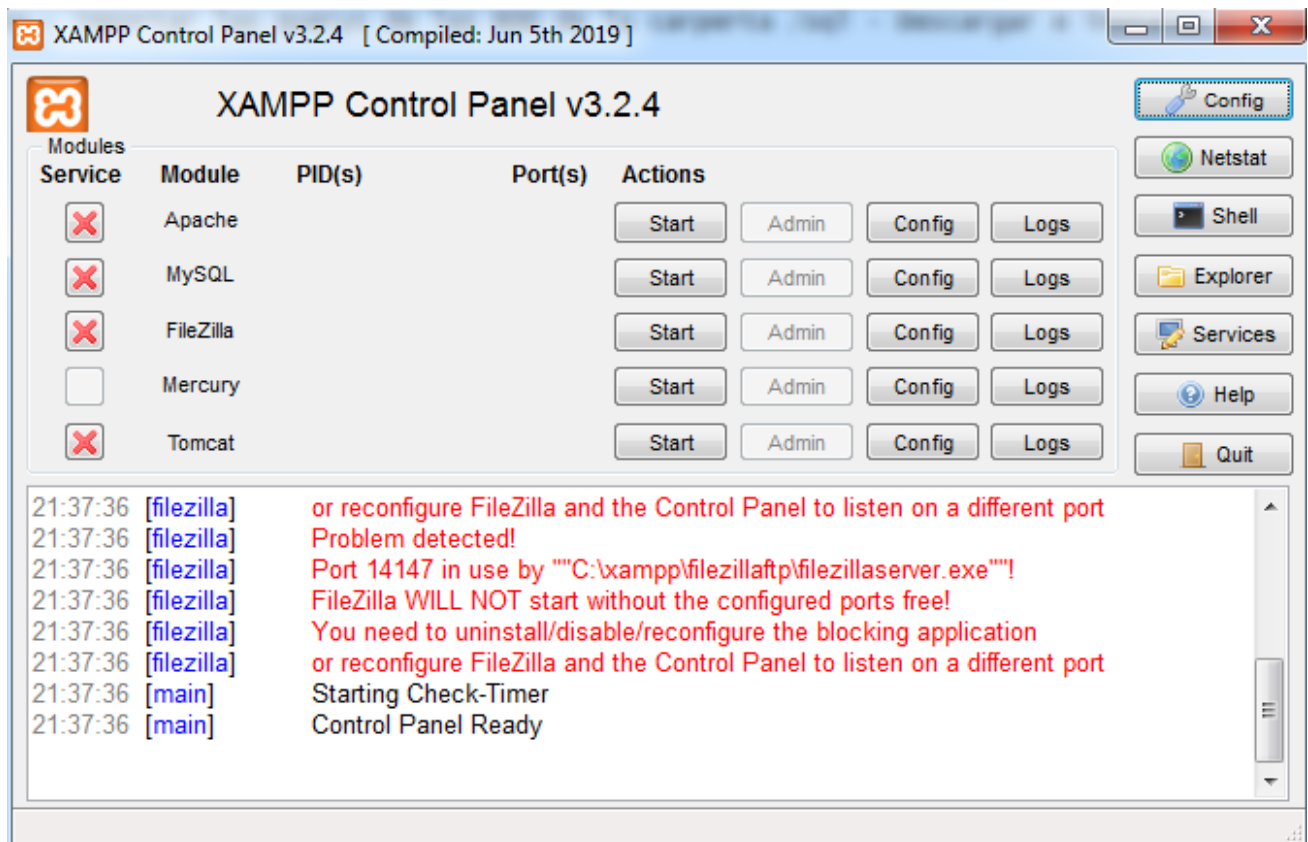 XAMPP Control Panel v3.2.4 [ Compiled: Jun 5th 2019 ]
XAMPP Control Panel v3.2.4
Config
Modules
Service Module PID(s) Port(s) Actions
Netstat
Apache Start Admin Config Logs
Shell
MySQL Start Admin Config Logs
Explorer
FileZilla Start Admin Config Logs
Services
Mercury Start Admin Config Logs
Help
Tomcat Start Admin Config Logs
Quit
21:37:36 [filezilla] or reconfigure FileZilla and the Control Panel to listen on a different port
21:37:36 [filezilla] Problem detected!
21:37:36 [filezilla] Port 14147 in use by ""C:\xampp\filezillaftp\filezillaserver.exe""!
21:37:36 [filezilla] FileZilla WILL NOT start without the configured ports free!
21:37:36 [filezilla] You need to uninstall/disable/reconfigure the blocking application
21:37:36 [filezilla] or reconfigure FileZilla and the Control Panel to listen on a different port
21:37:36 [main] Starting Check-Timer
21:37:36 [main] Control Panel Ready